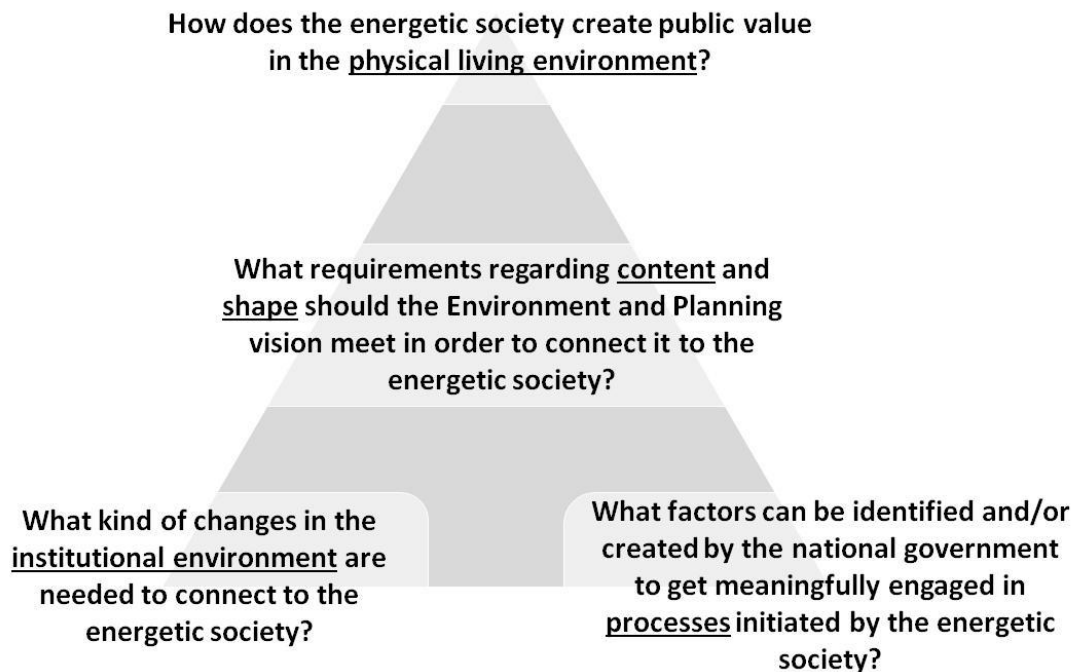 How does the energetic society create public value
in the physical living environment?
What requirements regarding content and
shape should the Environment and Planning
vision meet in order to connect it to the
energetic society?
What kind of changes in the
institutional environment are
needed to connect to the
energetic society?
What factors can be identified and/or
created by the national government
to get meaningfully engaged in
processes initiated by the energetic
society?